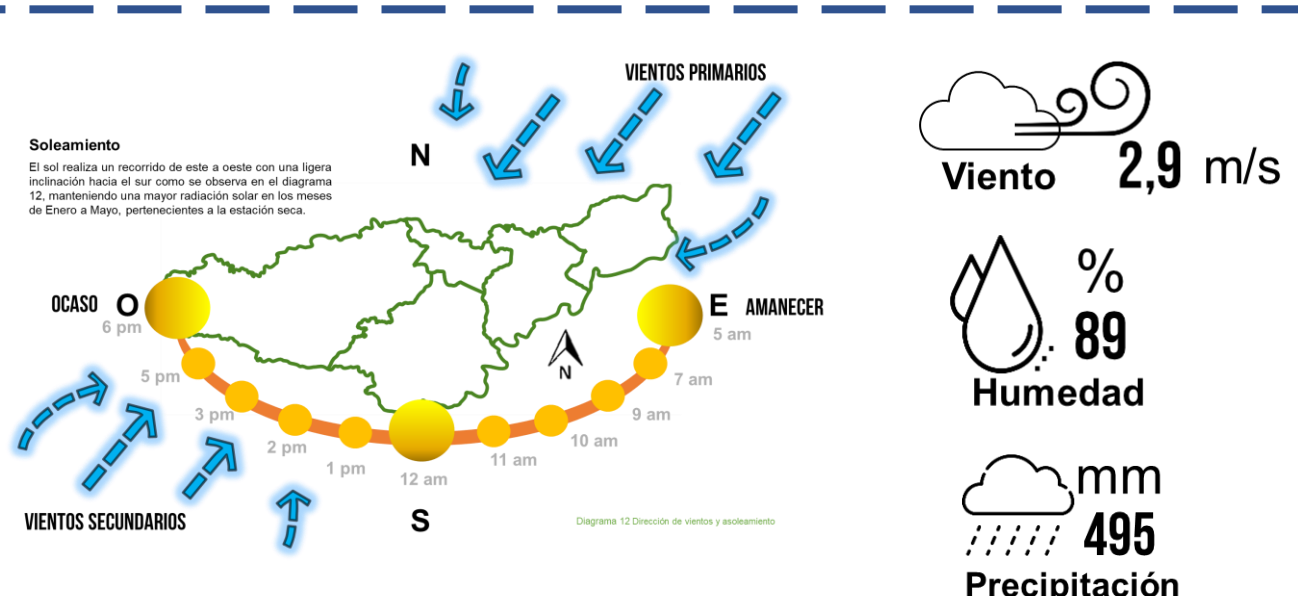 VIENTOS PRIMARIOS
Soleamiento
El sol realiza un recorrido de este a oeste con una ligera
inclinación hacia el sur como se observa en el diagrama
12, manteniendo una mayor radiación solar en los meses
de Enero a Mayo, pertenecientes a la estación seca.
N
OCASO O
6 pm
E AMANECER
5 am
N
5 pm
7 am
3 pm
9 am
2 pm
10 am
1 pm
11 am
12 am
VIENTOS SECUNDARIOS
S
Diagrama 12 Dirección de vientos y asoleamiento
Viento 2,9 m/s
%
89
Humedad
mm
495
Precipitación